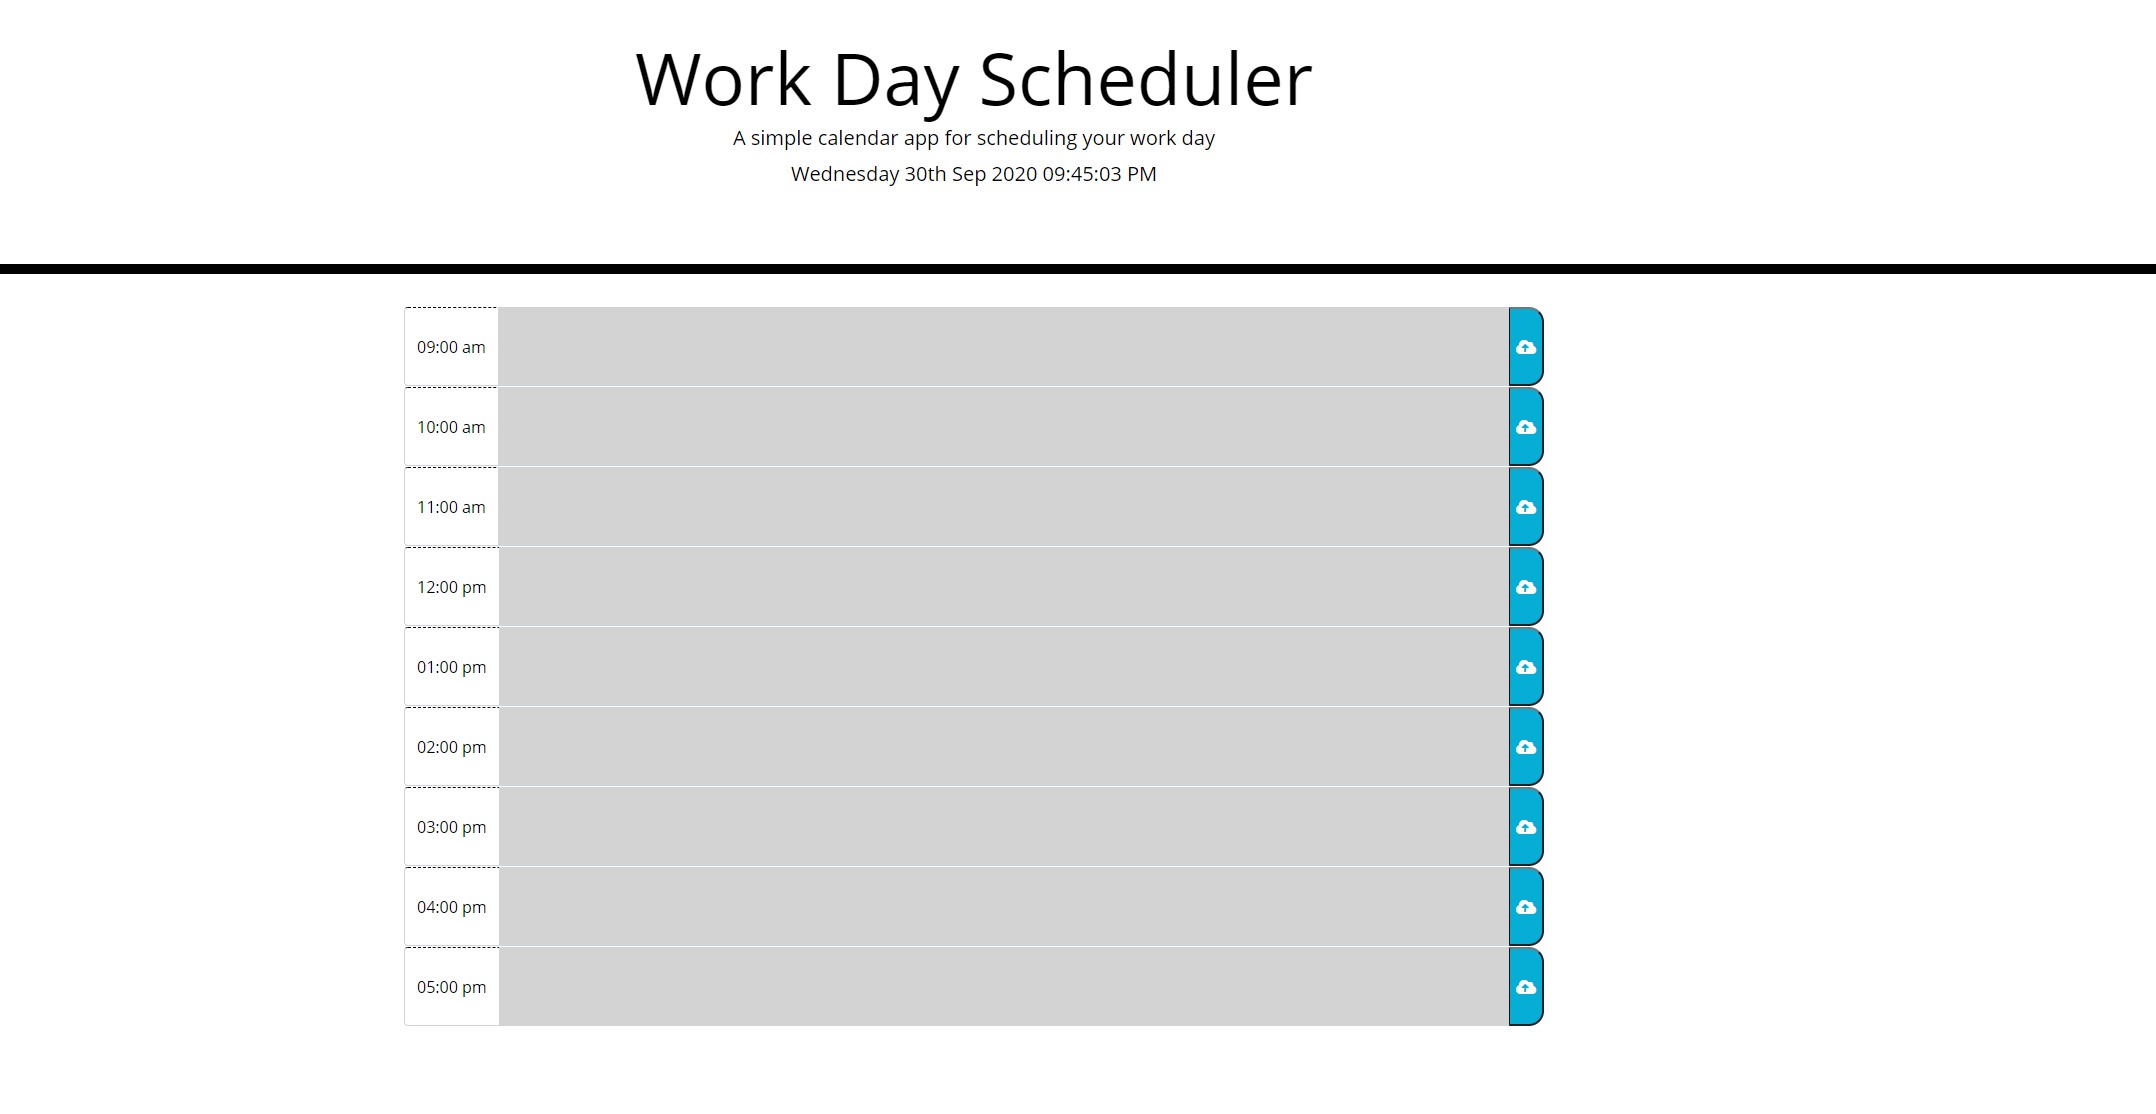 Work Day Scheduler
A simple calendar app for scheduling your work day
Wednesday 30th Sep 2020 09:45:03 PM
09:00 am
10:00 am
11:00 am
12:00 pm
01:00 pm
02:00 pm
03:00 pm
04:00 pm
05:00 pm